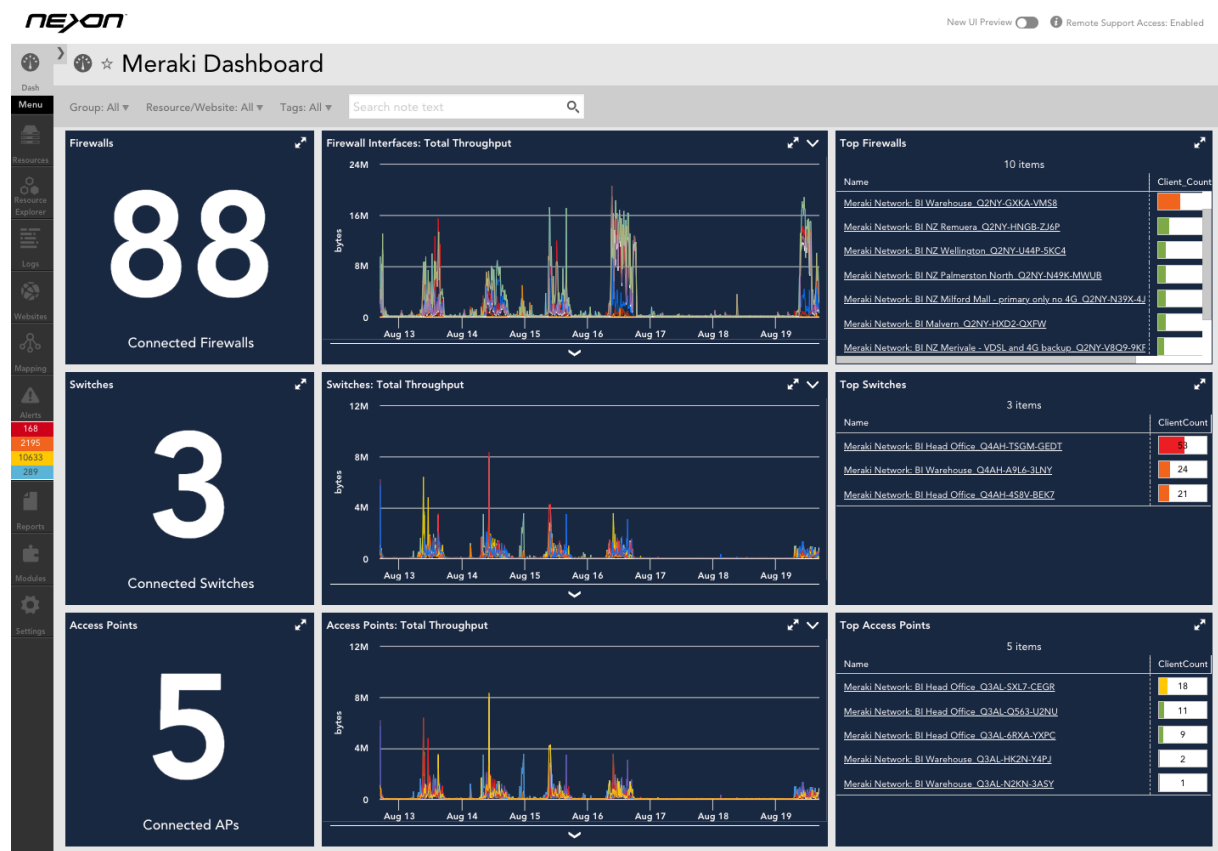 nexon
New UI Preview Remote Support Access: Enabled
Meraki Dashboard
Dash
Menu
Resources
Resource
Explorer
Logs
Websites
Mapping
Alerts
168
2195
10633
289
Reports
Modules
Settings
Group: All Resource/Website: All Tags: All Search note text
Firewalls
88
Connected Firewalls
Firewall Interfaces: Total Throughput
24M
16M
8M
0
bytes
Aug 13 Aug 14 Aug 15 Aug 16 Aug 17 Aug 18 Aug 19
Top Firewalls
10 items
Name Client_Count
Meraki Network: BI Warehouse_Q2NY-GXKA-VMS8
Meraki Network: BI NZ Remuera_Q2NY-HNGB-ZJ6P
Meraki Network: BI NZ Wellington_Q2NY-U44P-5KC4
Meraki Network: BI NZ Palmerston North_Q2NY-N49K-MWUB
Meraki Network: BI NZ Milford Mall - primary only no 4G_Q2NY-N39X-4J
Meraki Network: BI Malvern_Q2NY-HXD2-QXFW
Meraki Network: BI NZ Merivale - VDSL and 4G backup_Q2NY-V8Q9-9KF
Switches
3
Connected Switches
Switches: Total Throughput
12M
8M
4M
0
bytes
Aug 13 Aug 14 Aug 15 Aug 16 Aug 17 Aug 18 Aug 19
Top Switches
3 items
Name ClientCount
Meraki Network: BI Head Office_Q4AH-TSGM-GEDT 53
Meraki Network: BI Warehouse_Q4AH-A9L6-3LNY 24
Meraki Network: BI Head Office_Q4AH-4S8V-BEK7 21
Access Points
5
Connected APs
Access Points: Total Throughput
12M
8M
4M
0
bytes
Aug 13 Aug 14 Aug 15 Aug 16 Aug 17 Aug 18 Aug 19
Top Access Points
5 items
Name ClientCount
Meraki Network: BI Head Office_Q3AL-SXL7-CEGR 18
Meraki Network: BI Head Office_Q3AL-Q563-U2NU 11
Meraki Network: BI Head Office_Q3AL-6RXA-YXPC 9
Meraki Network: BI Warehouse_Q3AL-HK2N-Y4PJ 2
Meraki Network: BI Warehouse_Q3AL-N2KN-3ASY 1